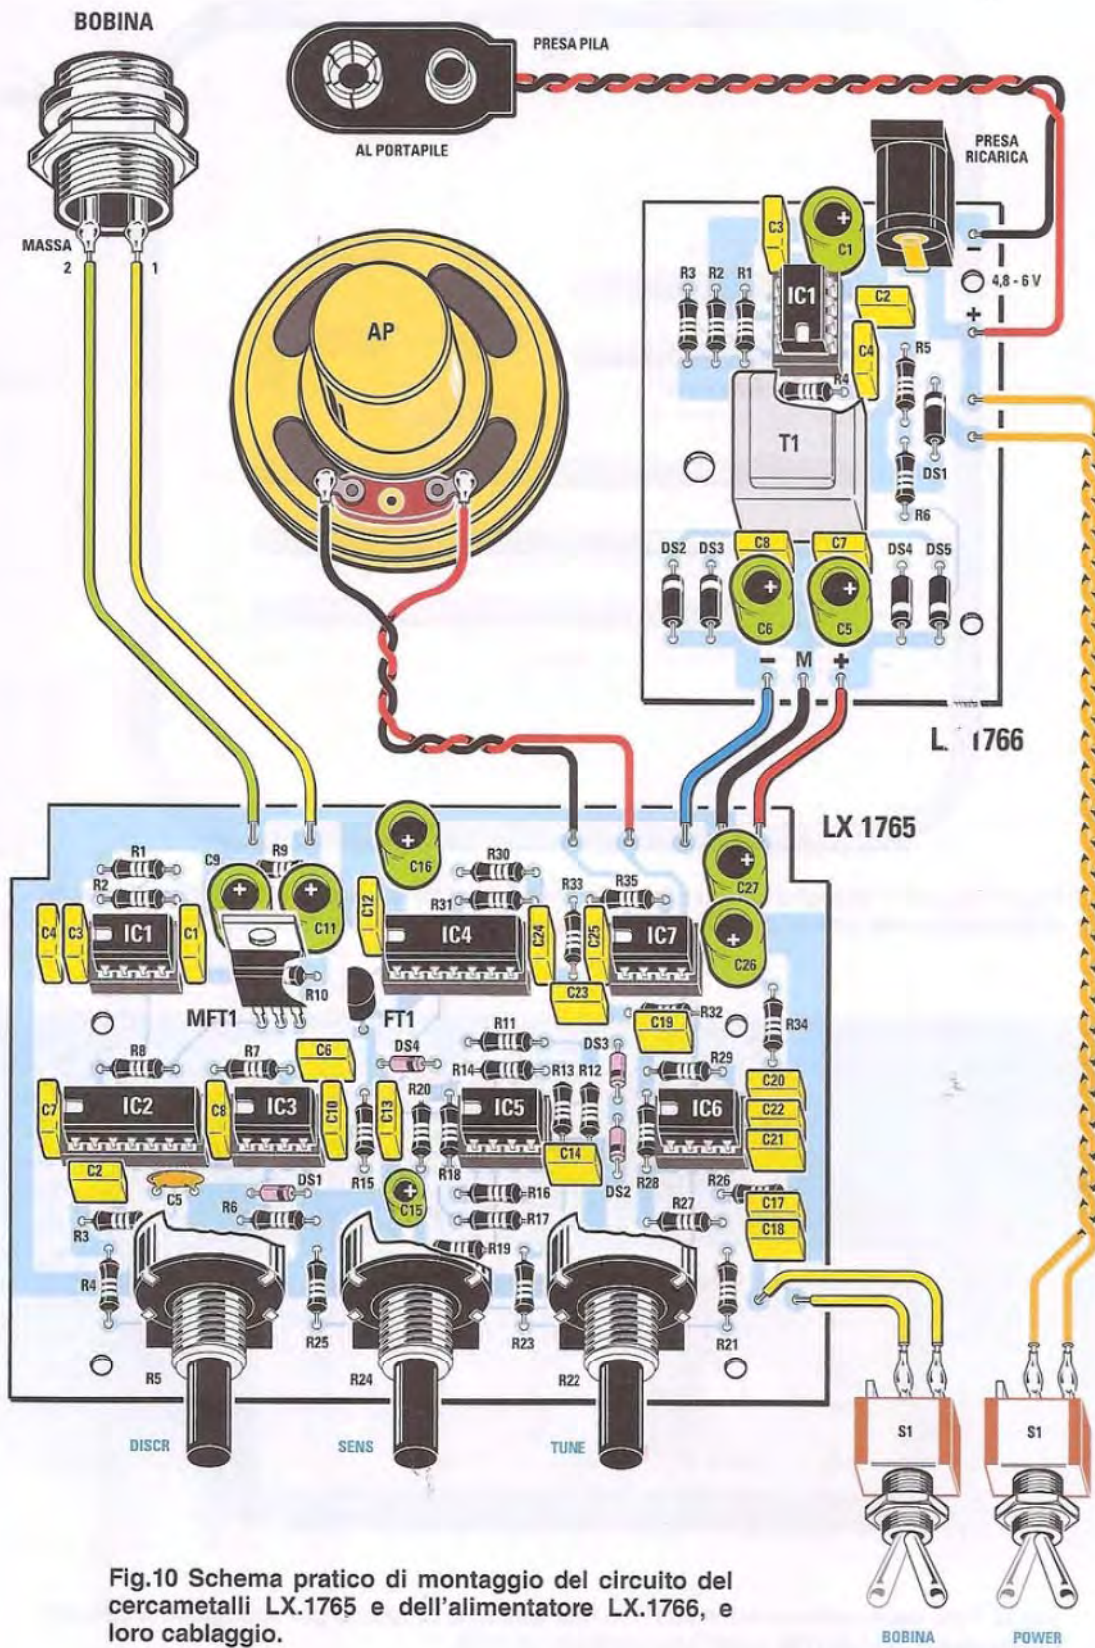 BOBINA
PRESA PILA
AL PORTAPILE
PRESA
RICARICA
MASSA
2
1
AP
C3
C1
R3 R2 R1
IC1
C2
C4
R4
R5
−
4,8 - 6 V
+
T1
DS1
R6
DS2 DS3
C8
C7
DS4 DS5
+
+
C6
C5
− M +
1766
LX 1765
R1
R2
C9
R9
C16
R30
R31
R33
R35
C27
C4
C3
IC1
C1
C11
C12
IC4
C24
C25
IC7
C26
R10
C23
MFT1
FT1
C19
R32
R34
R8
R7
C6
DS4
R11
R14
R13 R12
DS3
R29
C20
C7
IC2
C8
IC3
C10
C13
R20
IC5
IC6
C22
C21
C2
C5
DS1
R15
R18
C14
DS2
R28
R26
C17
C18
R3
R6
C15
R16
R17
R27
R4
R19
R25
R23
R21
R5
R24
R22
DISCR
SENS
TUNE
S1
S1
Fig.10 Schema pratico di montaggio del circuito del
cercametalli LX.1765 e dell'alimentatore LX.1766, e
loro cablaggio.
BOBINA
POWER